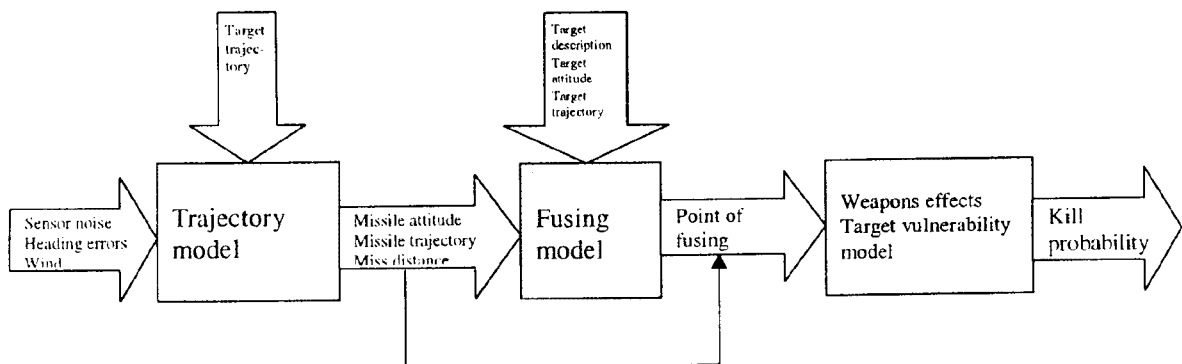 Target
trajec-
tory
Target
description
Target
attitude
Target
trajectory
Sensor noise
Heading errors
Wind
Trajectory
model
Missile attitude
Missile trajectory
Miss distance
Fusing
model
Point of
fusing
Weapons effects
Target vulnerability
model
Kill
probability